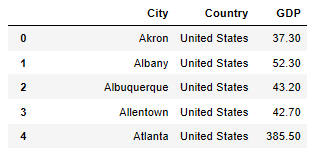 City Country GDP
0 Akron United States 37.30
1 Albany United States 52.30
2 Albuquerque United States 43.20
3 Allentown United States 42.70
4 Atlanta United States 385.50